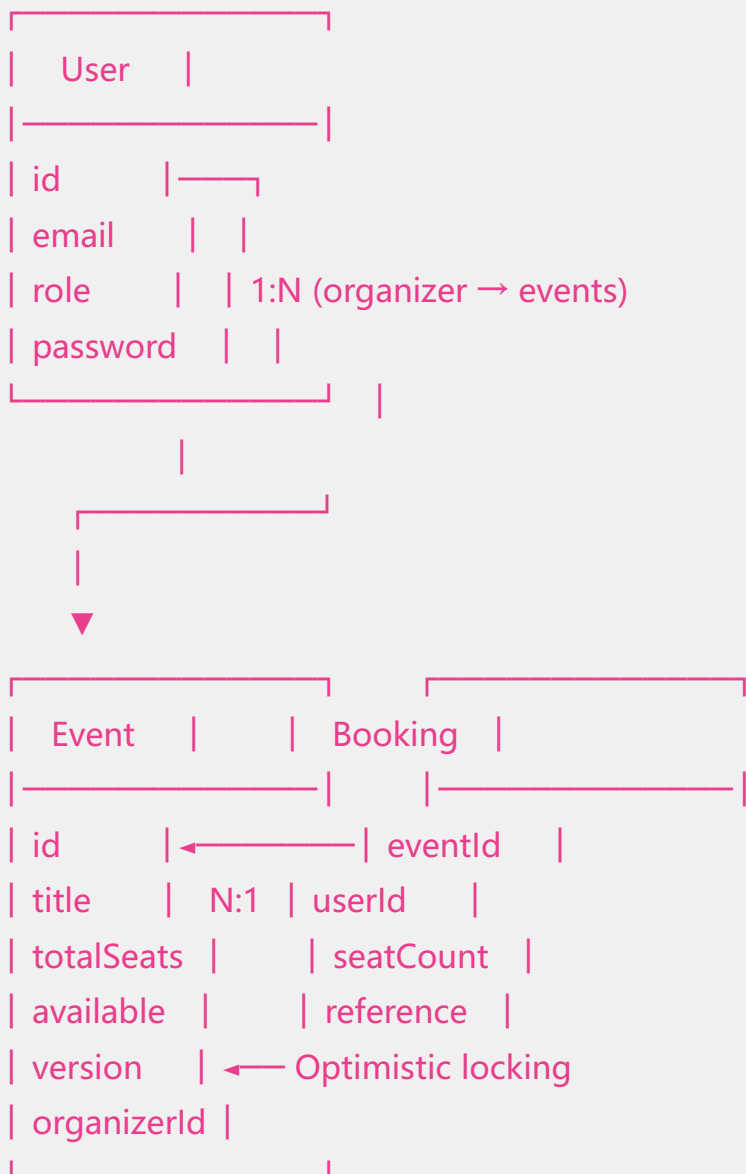 ┌──────────────┐
│ User │
│──────────────│
│ id │───┐
│ email │ │
│ role │ │ 1:N (organizer → events)
│ password │ │
└──────────────┘ │
│
┌───────────┘
│
▼
┌──────────────┐ ┌──────────────┐
│ Event │ │ Booking │
│──────────────│ │──────────────│
│ id │◄────────│ eventId │
│ title │ N:1 │ userId │
│ totalSeats │ │ seatCount │
│ available │ │ reference │
│ version │ ◄── Optimistic locking
│ organizerId │